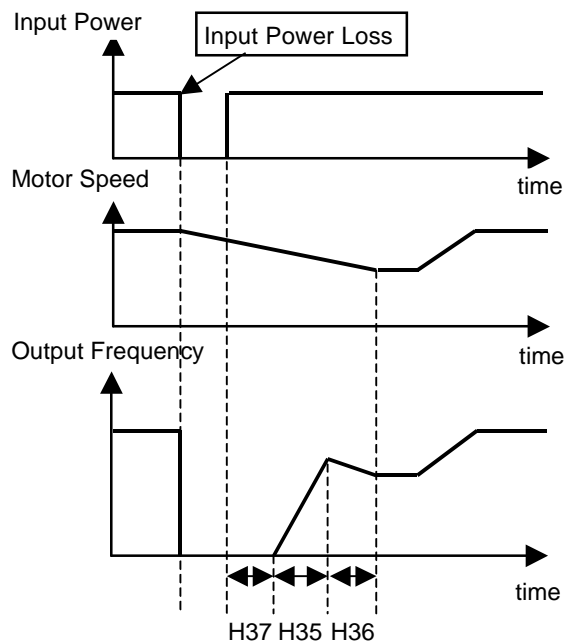 Input Power
Input Power Loss
Motor Speed
time
Output Frequency
time
time
H37 H35 H36